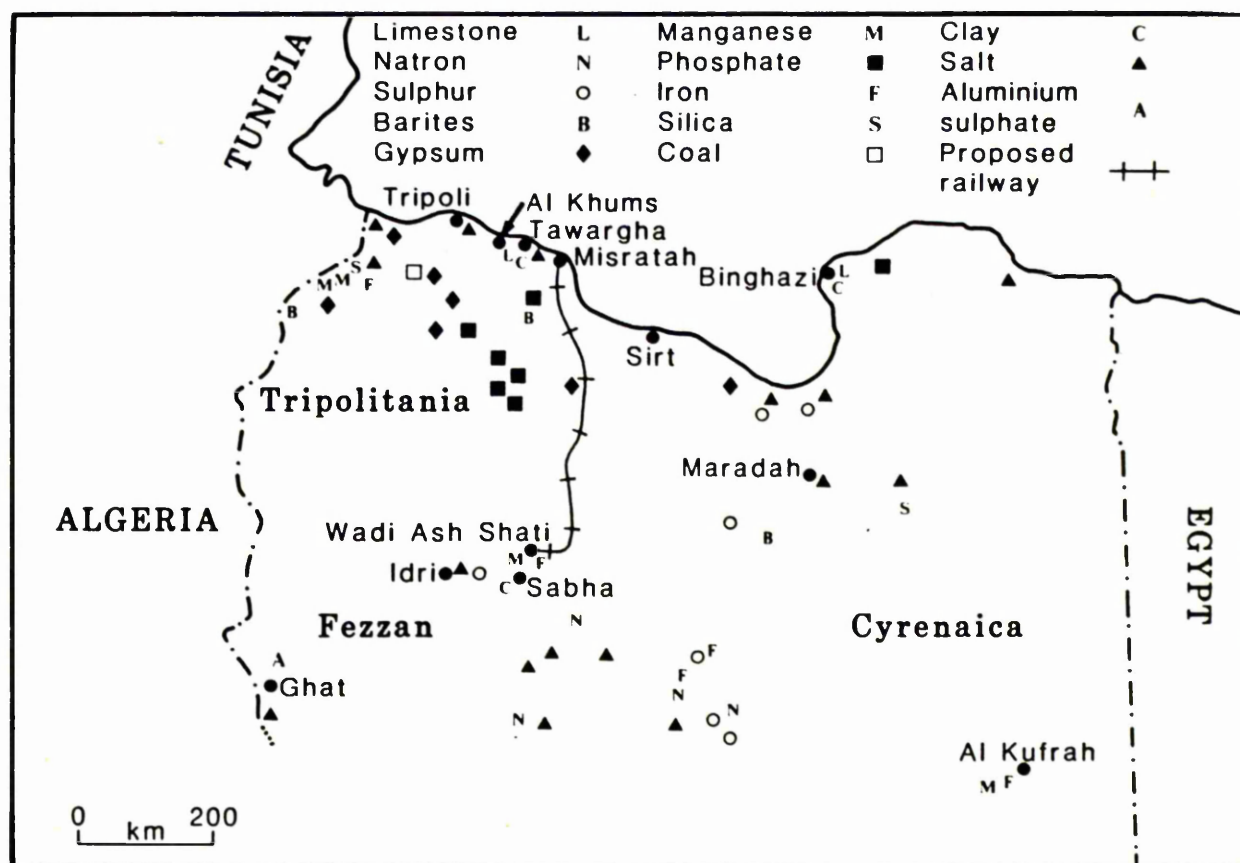 Limestone L Manganese M Clay C
Natron N Phosphate ■ Salt ▲
Sulphur ○ Iron F Aluminium
Barites B Silica S sulphate A
Gypsum ◆ Coal □ Proposed
railway
TUNISIA
Tripoli
Al Khums
Tawargha
L C
Misratah
Binghazi
L
C
S
M M F
B
B
Sirt
Tripolitania
Maradah
S
ALGERIA
Wadi Ash Shati
B
M F
Idri
C Sabha
EGYPT
N
Fezzan
Cyrenaica
F
A
F
Ghat
N
N
N
Al Kufrah
M F
0 200
km